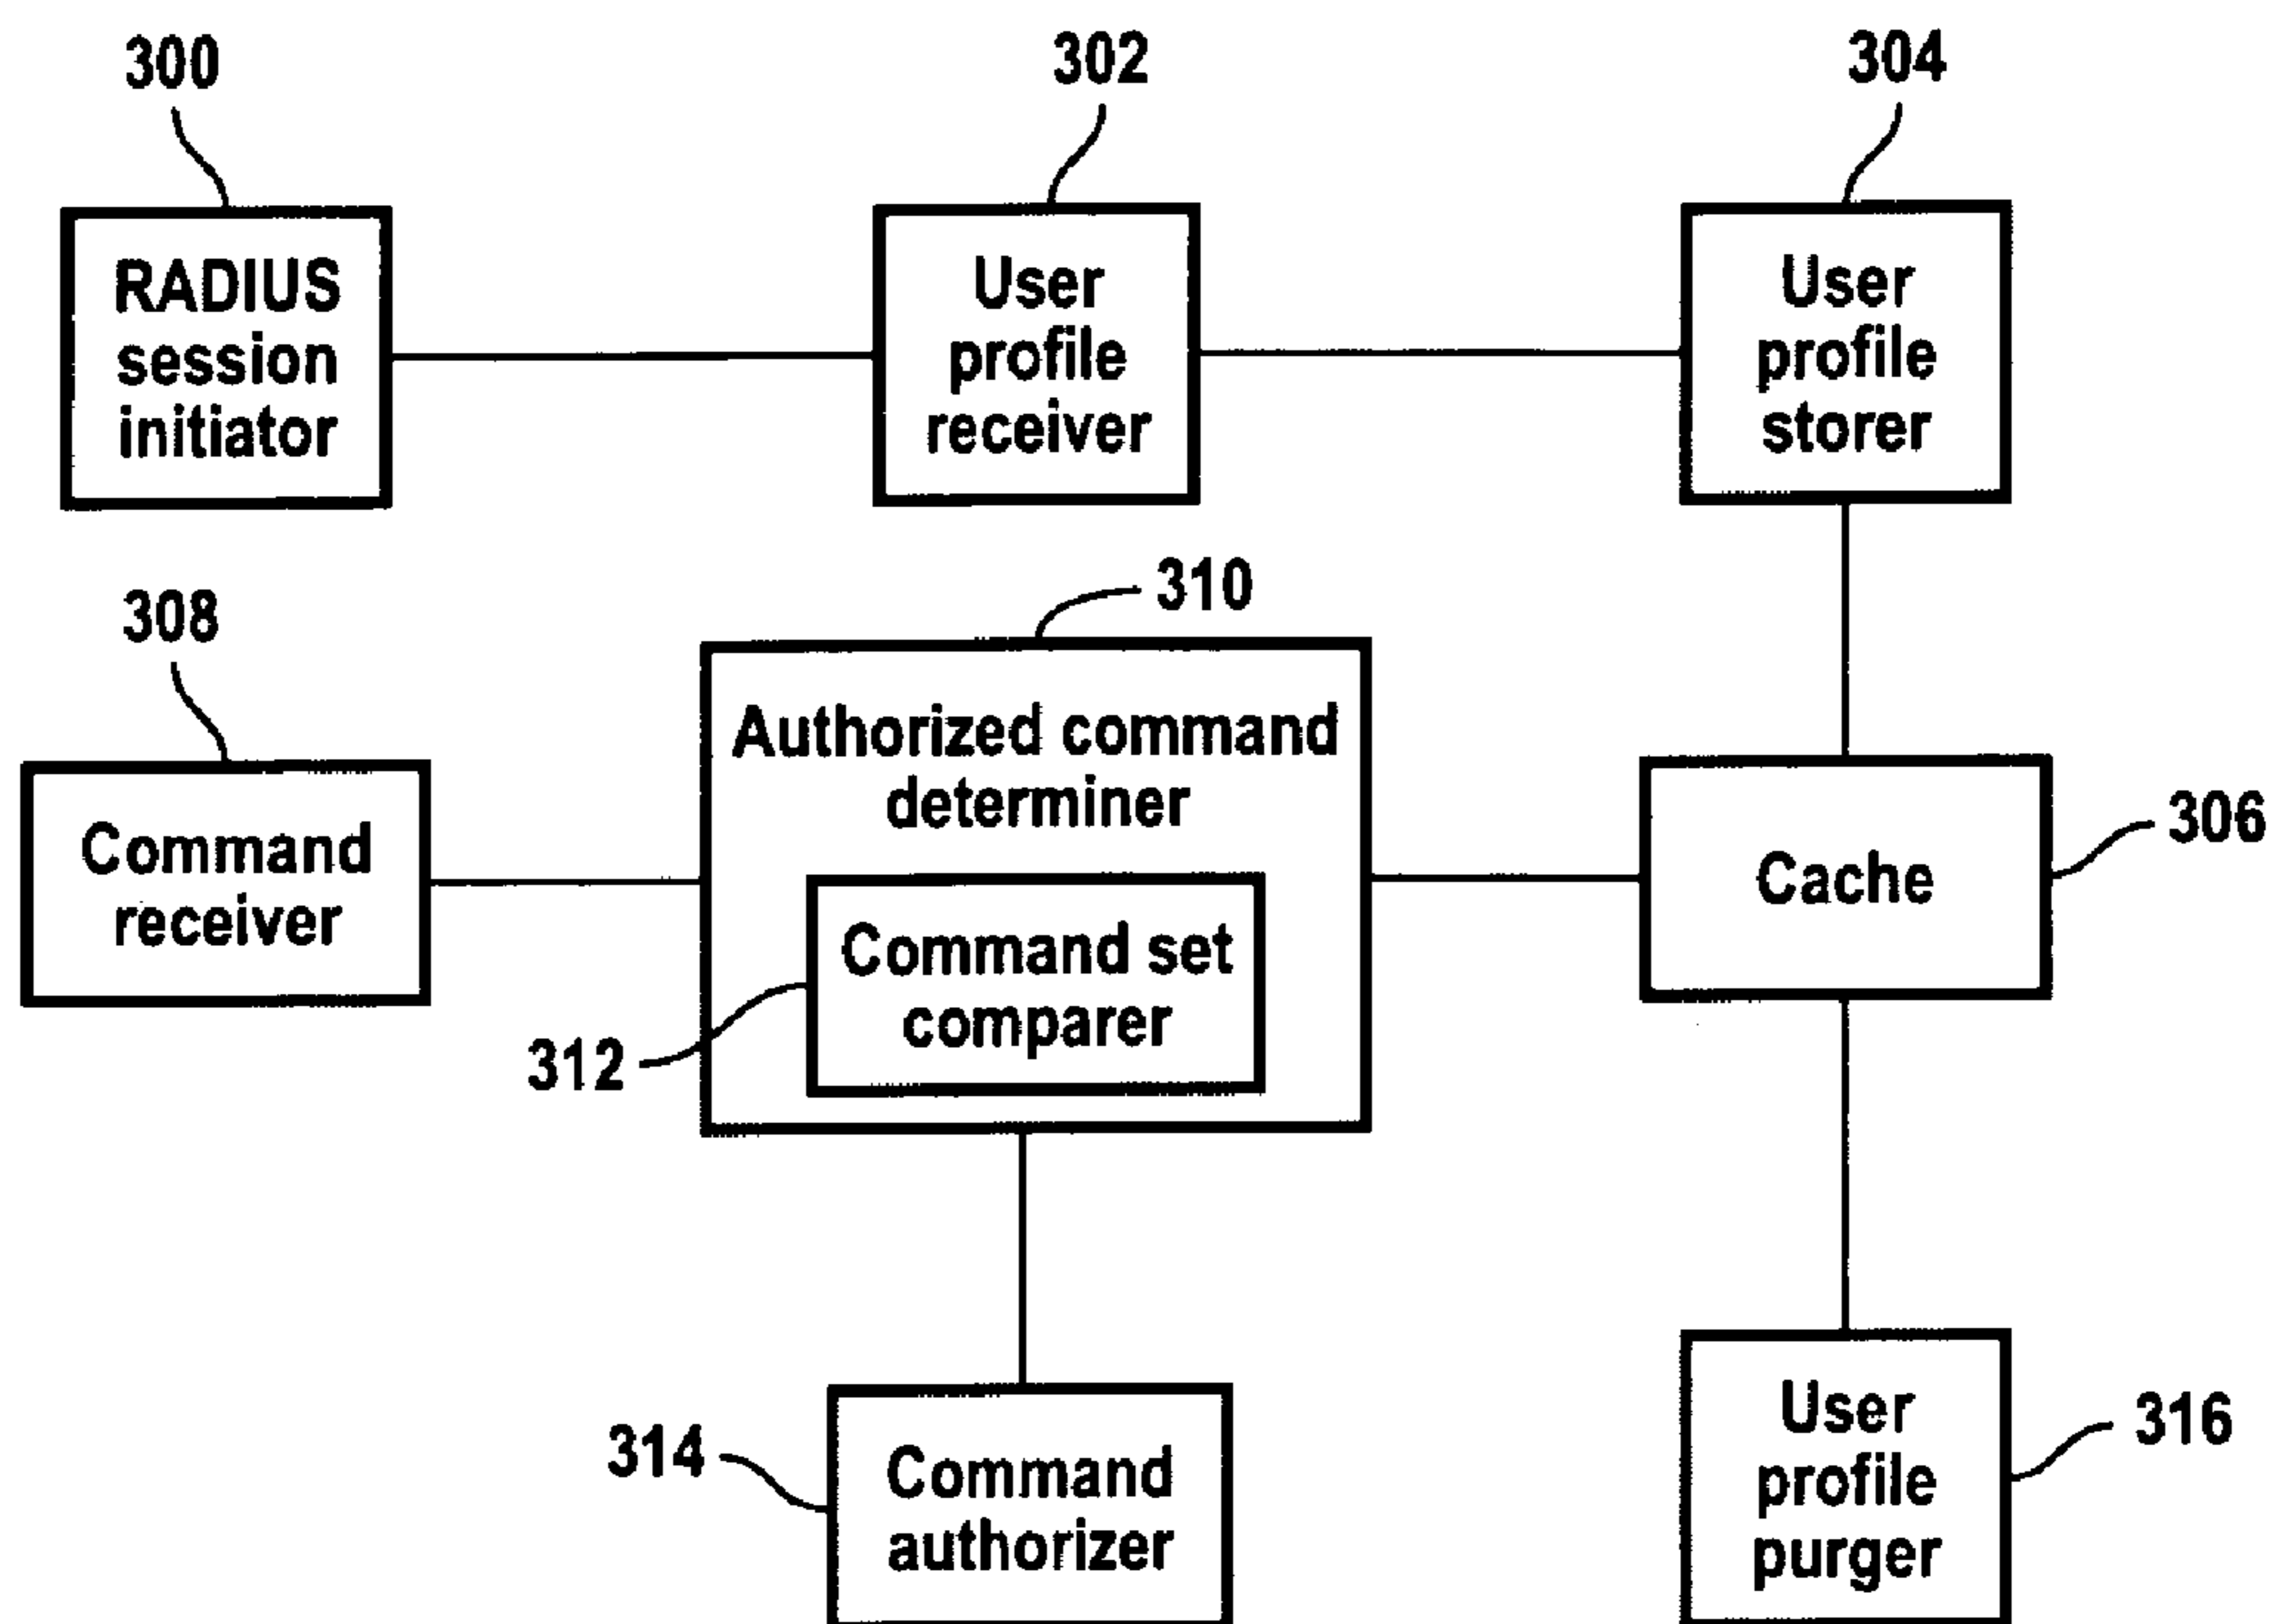 300
302
304
RADIUS
session
initiator
User
profile
receiver
User
profile
storer
308
310
Authorized command
determiner
306
Command
receiver
Cache
Command set
comparer
312
314
Command
authorizer
User
profile
purger
316